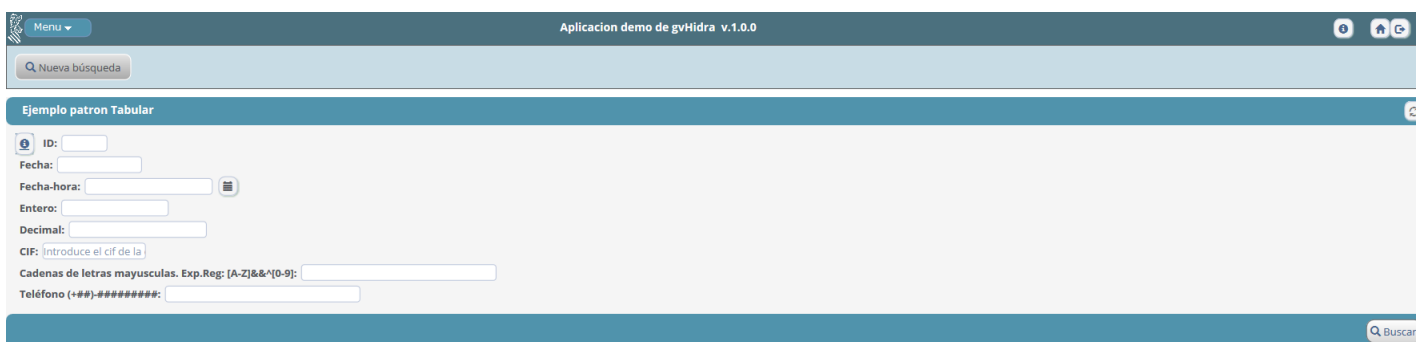 Menu
Aplicacion demo de gvHidra v.1.0.0
Nueva búsqueda
Ejemplo patron Tabular
ID:
Fecha:
Fecha-hora:
Entero:
Decimal:
CIF: Introduce el cif de la
Cadenas de letras mayusculas. Exp.Reg: [A-Z]&&^[0-9]:
Teléfono (+##)-#########:
Buscar